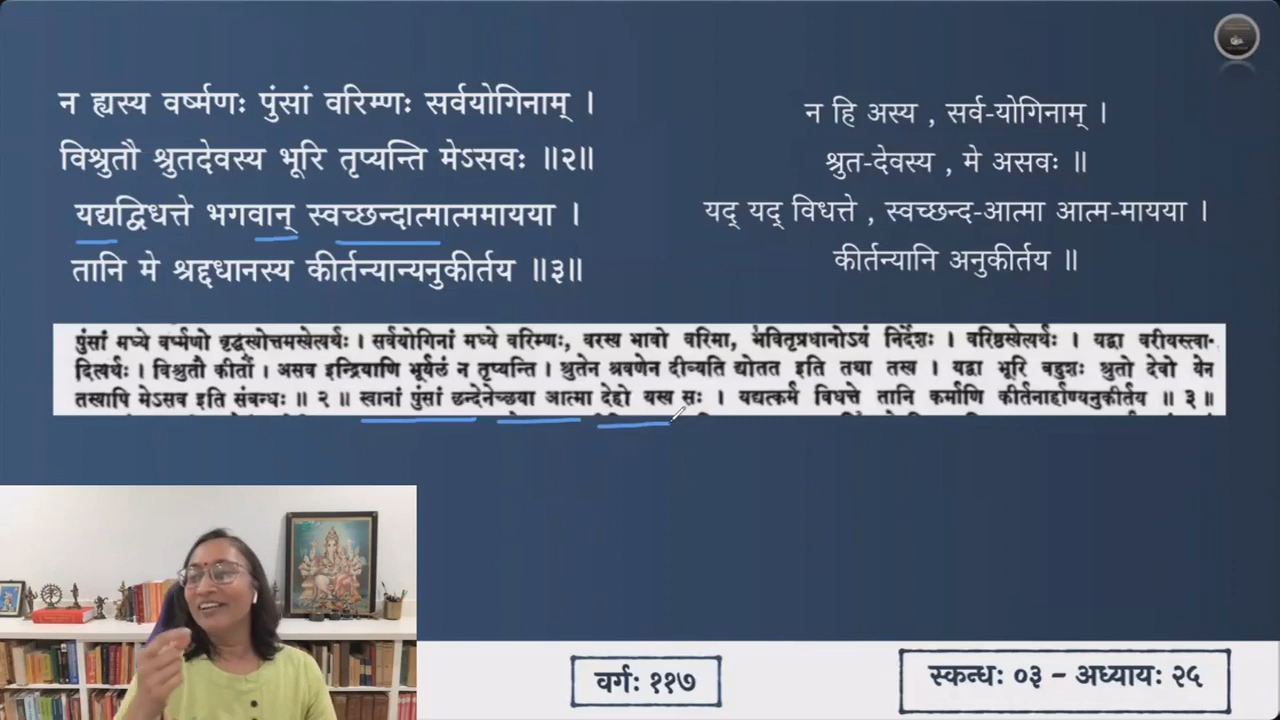 न ह्यस्य वर्ष्मणः पुंसां वरिम्णः सर्वयोगिनाम् ।
विश्रुतौ श्रुतदेवस्य भूरि तृप्यन्ति मेऽसवः ॥२॥
यद्यद्विधत्ते भगवान् स्वच्छन्दात्मात्ममायया ।
तानि मे श्रद्दधानस्य कीर्तन्यान्यनुकीर्तय ॥३॥
न हि अस्य , सर्व-योगिनाम् ।
श्रुत-देवस्य , मे असवः ॥
यद् यद् विधत्ते , स्वच्छन्द-आत्मा आत्म-मायया ।
कीर्तन्यानि अनुकीर्तय ॥
पुंसां मध्ये वर्ष्मणो वृद्धस्योत्तमस्येत्यर्थः । सर्वयोगिनां मध्ये वरिम्णः, वरस्य भावो वरिमा, भवितृप्रधानोऽयं निर्देशः । वरिष्ठस्येत्यर्थः । यद्वा वरीयस्त्वा-
दित्यर्थः । विश्रुतौ कीर्तौ । असव इन्द्रियाणि भूर्यलं न तृप्यन्ति । श्रुतेन श्रवणेन दीव्यति द्योतत इति तथा तस्य । यद्वा भूरि बहुशः श्रुतो देवो येन
तस्यापि मेऽसव इति संबन्धः ॥ २ ॥ स्वानां पुंसां छन्देनेच्छया आत्मा देहो यस्य सः । यद्यत्कर्म विधत्ते तानि कर्माणि कीर्तनार्हाण्यनुकीर्तय ॥ ३ ॥
वर्गः ११७
स्कन्धः ०३ - अध्यायः २५